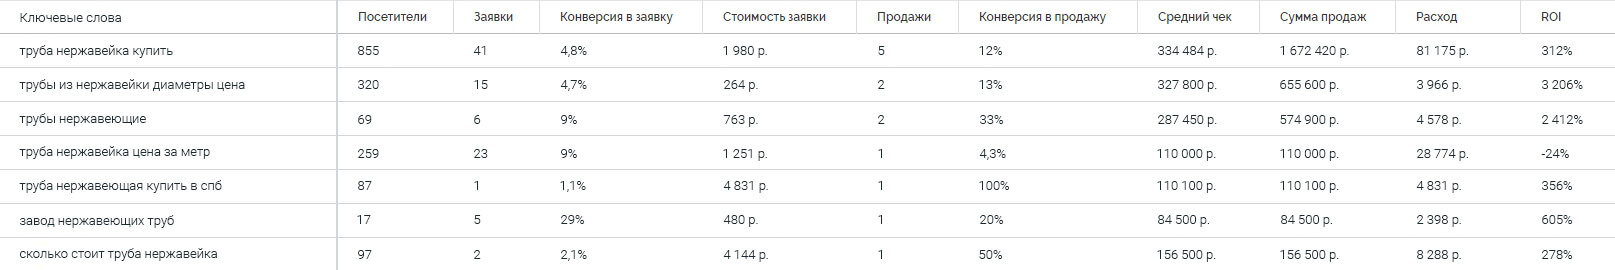 Ключевые слова Посетители Заявки Конверсия в заявку Стоимость заявки Продажи Конверсия в продажу Средний чек Сумма продаж Расход ROI
труба нержавейка купить 855 41 4,8% 1 980 р. 5 12% 334 484 р. 1 672 420 р. 81 175 р. 312%
трубы из нержавейки диаметры цена 320 15 4,7% 264 р. 2 13% 327 800 р. 655 600 р. 3 966 р. 3 206%
трубы нержавеющие 69 6 9% 763 р. 2 33% 287 450 р. 574 900 р. 4 578 р. 2 412%
труба нержавейка цена за метр 259 23 9% 1 251 р. 1 4,3% 110 000 р. 110 000 р. 28 774 р. -24%
труба нержавеющая купить в спб 87 1 1,1% 4 831 р. 1 100% 110 100 р. 110 100 р. 4 831 р. 356%
завод нержавеющих труб 17 5 29% 480 р. 1 20% 84 500 р. 84 500 р. 2 398 р. 605%
сколько стоит труба нержавейка 97 2 2,1% 4 144 р. 1 50% 156 500 р. 156 500 р. 8 288 р. 278%